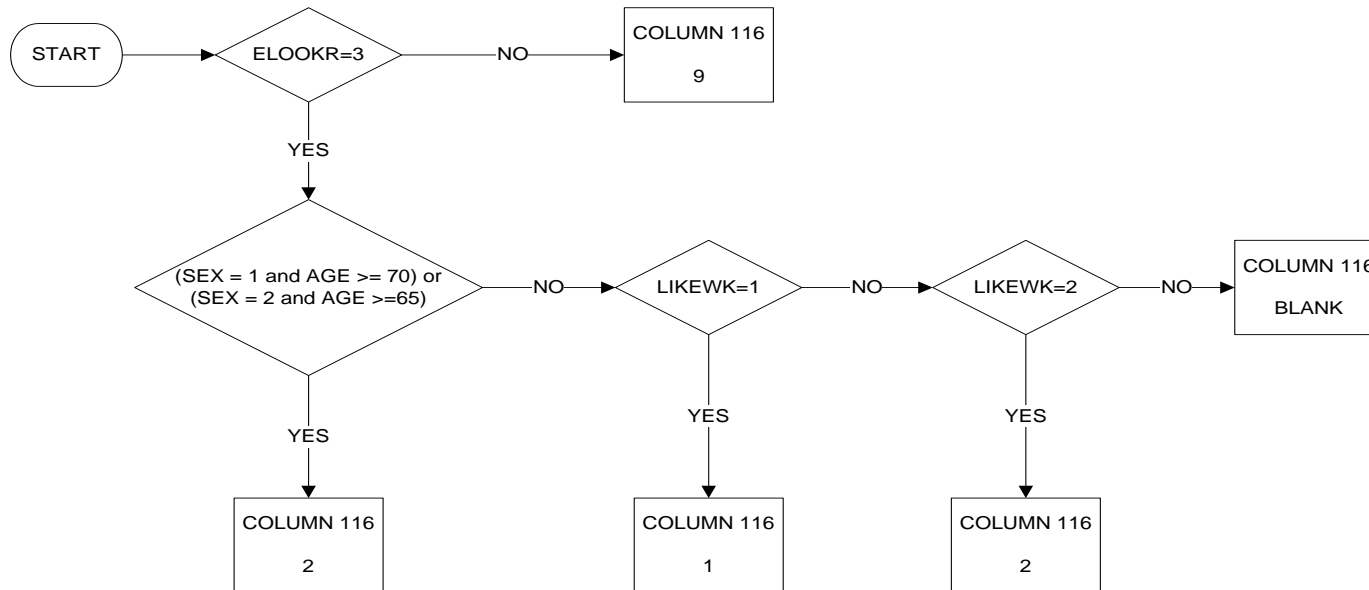 START
ELOOKR=3
NO
COLUMN 116
9
YES
(SEX = 1 and AGE >= 70) or
(SEX = 2 and AGE >=65)
NO
LIKEWK=1
NO
LIKEWK=2
NO
COLUMN 116
BLANK
YES
YES
YES
COLUMN 116
2
COLUMN 116
1
COLUMN 116
2